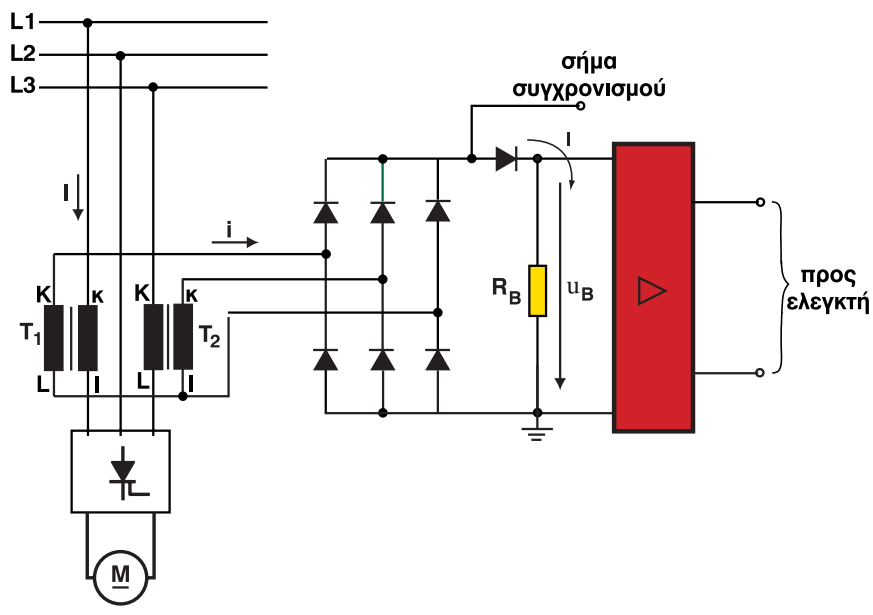 L1
L2
L3
σήμα
συγχρονισμού
I
I
i
K κ K κ
T1 T2
L l L l
RB uB
προς
ελεγκτή
M